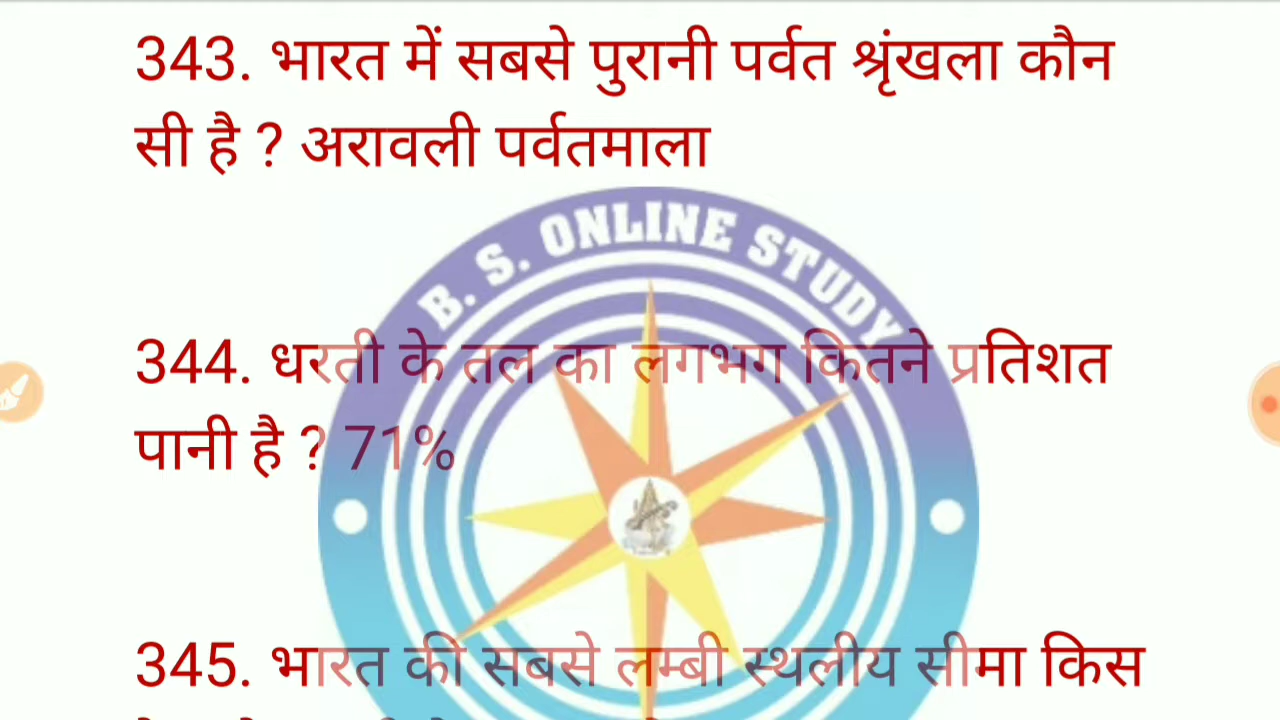 343. भारत में सबसे पुरानी पर्वत श्रृंखला कौन
सी है ? अरावली पर्वतमाला
B. S. ONLINE STUDY
344. धरती के तल का लगभग कितने प्रतिशत
पानी है ? 71%
345. भारत की सबसे लम्बी स्थलीय सीमा किस